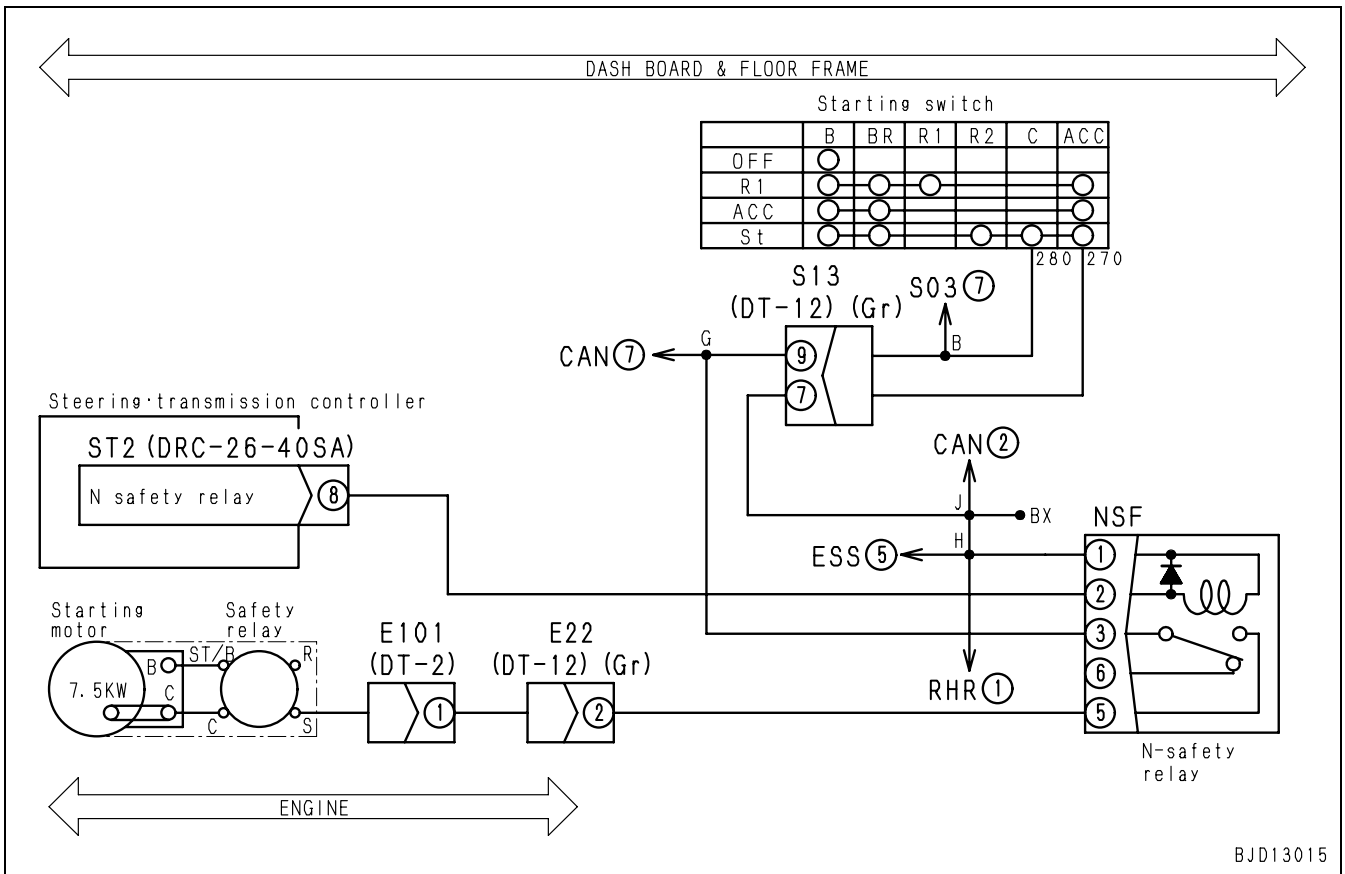 DASH BOARD & FLOOR FRAME
Starting switch
B BR R1 R2 C ACC
OFF
R1
ACC
St
280 270
S13
(DT-12) (Gr)
S03 7
B
G
CAN 7
9
7
Steering·transmission controller
ST2 (DRC-26-40SA)
N safety relay 8
CAN 2
J
BX
H
ESS 5
RHR 1
NSF
1
2
3
6
5
N-safety
relay
Starting
motor
Safety
relay
7.5KW
B
C
ST/B
R
C
S
E101
(DT-2)
1
E22
(DT-12) (Gr)
2
ENGINE
BJD13015